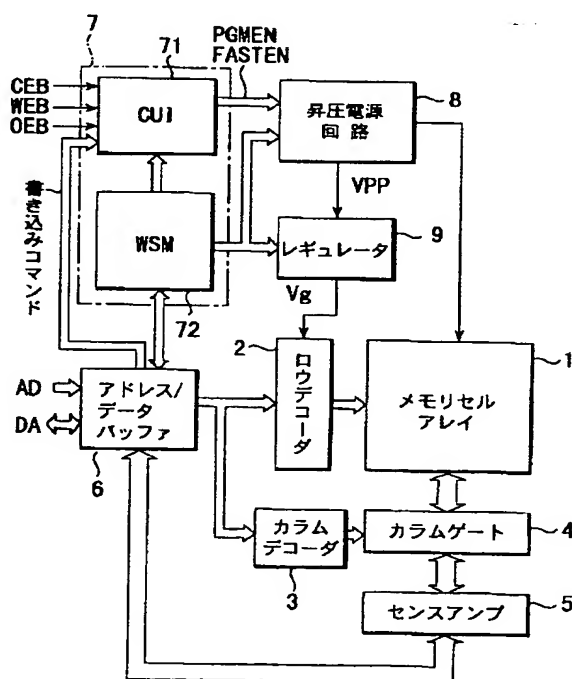 7
71
PGMEN
FASTEN
CEB
WEB
OEB
CUI
昇圧電源
回路
8
VPP
書き込みコマンド
WSM
72
レギュレータ
9
Vg
2
ロウデコーダ
1
メモリセル
アレイ
AD
DA
アドレス/
データ
バッファ
6
カラム
デコーダ
3
カラムゲート
4
センスアンプ
5